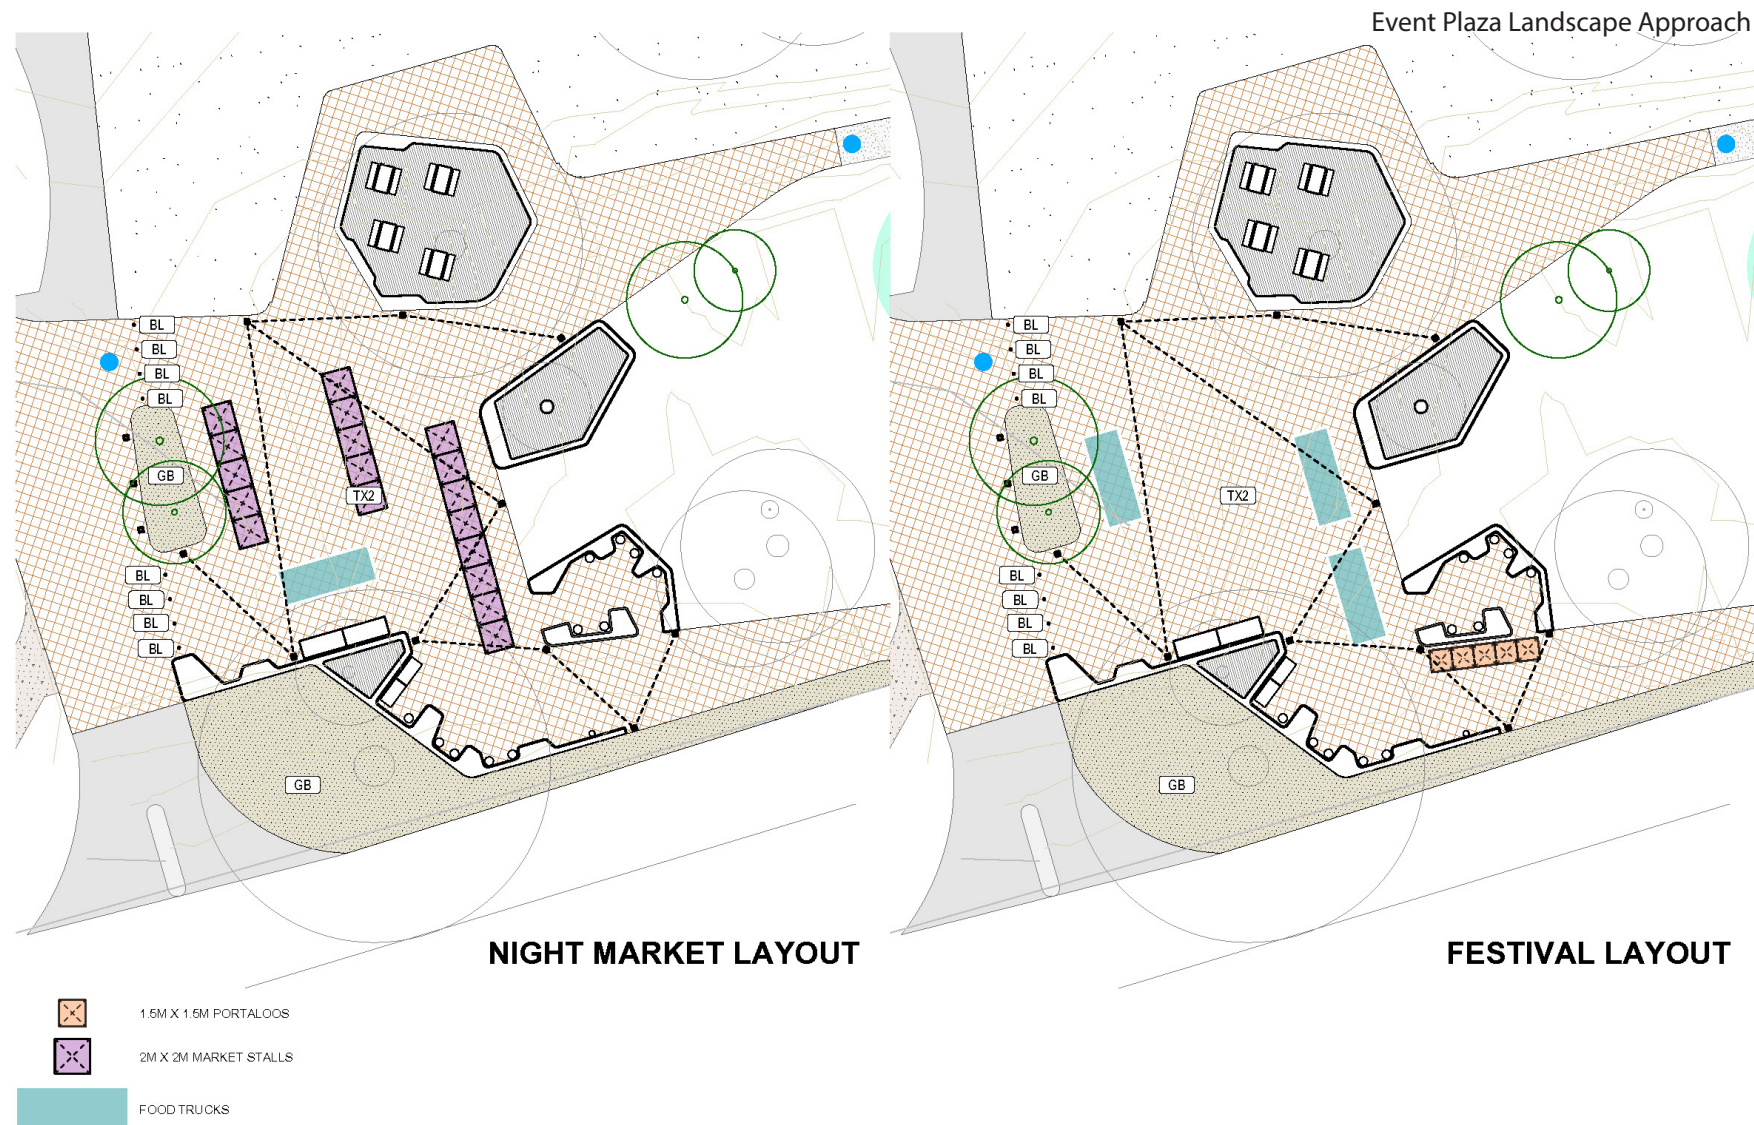 Event Plaza Landscape Approach
BL
BL
BL
BL
GB
TX2
BL
BL
BL
BL
GB
NIGHT MARKET LAYOUT
BL
BL
BL
BL
GB
TX2
BL
BL
BL
BL
GB
FESTIVAL LAYOUT
1.5M X 1.5M PORTALOOS
2M X 2M MARKET STALLS
FOOD TRUCKS